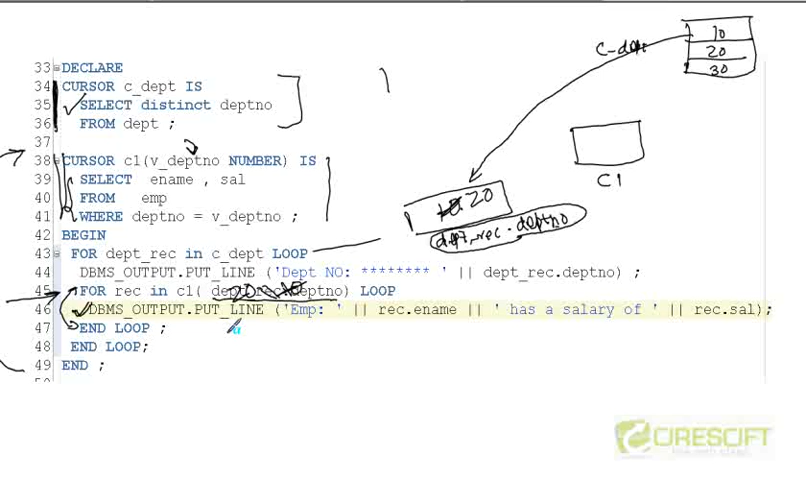 10
20
30
C-dept
33 DECLARE
34 CURSOR c_dept IS
35 SELECT distinct deptno
36 FROM dept ;
37
38 CURSOR c1(v_deptno NUMBER) IS
39 SELECT ename , sal
40 FROM emp
41 WHERE deptno = v_deptno ;
42 BEGIN
43 FOR dept_rec in c_dept LOOP
44 DBMS_OUTPUT.PUT_LINE ('Dept NO: ******** ' || dept_rec.deptno) ;
45 FOR rec in c1( dept_rec.deptno) LOOP
46 DBMS_OUTPUT.PUT_LINE ('Emp: ' || rec.ename || ' has a salary of ' || rec.sal);
47 END LOOP ;
48 END LOOP;
49 END ;
C1
10 20
dept_rec.deptno
20 10